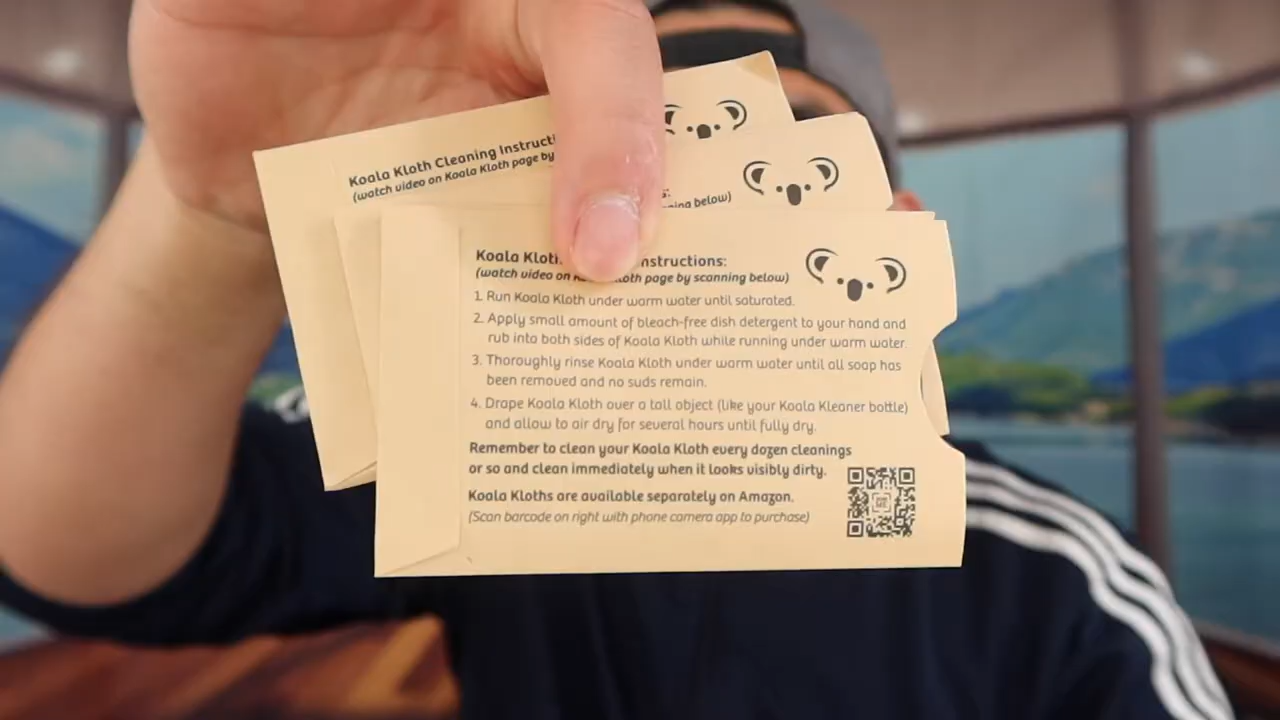 Koala Kloth Cleaning Instructi
(watch video on Koala Kloth page by
s:
ning below)
Koala Kloth nstructions:
(watch video on Kloth page by scanning below)
1. Run Koala Kloth under warm water until saturated.
2. Apply small amount of bleach-free dish detergent to your hand and
rub into both sides of Koala Kloth while running under warm water.
3. Thoroughly rinse Koala Kloth under warm water until all soap has
been removed and no suds remain.
4. Drape Koala Kloth over a tall object (like your Koala Kleaner bottle)
and allow to air dry for several hours until fully dry.
Remember to clean your Koala Kloth every dozen cleanings
or so and clean immediately when it looks visibly dirty.
Koala Kloths are available separately on Amazon.
(Scan barcode on right with phone camera app to purchase)